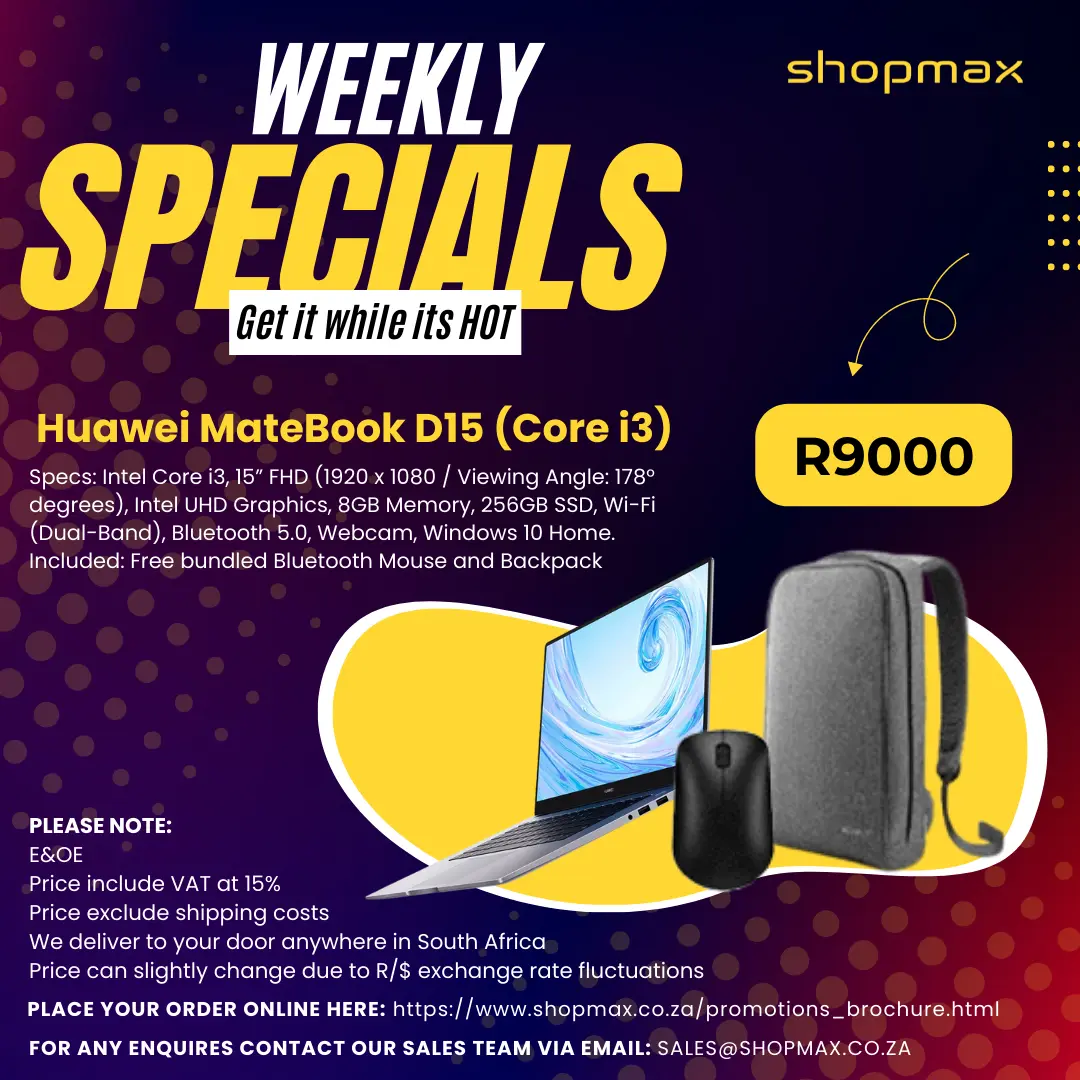 WEEKLY
shopmax
SPECIALS
Get it while its HOT
Huawei MateBook D15 (Core i3)
R9000
Specs: Intel Core i3, 15” FHD (1920 x 1080 / Viewing Angle: 178°
degrees), Intel UHD Graphics, 8GB Memory, 256GB SSD, Wi-Fi
(Dual-Band), Bluetooth 5.0, Webcam, Windows 10 Home.
Included: Free bundled Bluetooth Mouse and Backpack
PLEASE NOTE:
E&OE
Price include VAT at 15%
Price exclude shipping costs
We deliver to your door anywhere in South Africa
Price can slightly change due to R/$ exchange rate fluctuations
PLACE YOUR ORDER ONLINE HERE: https://www.shopmax.co.za/promotions_brochure.html
FOR ANY ENQUIRES CONTACT OUR SALES TEAM VIA EMAIL: SALES@SHOPMAX.CO.ZA